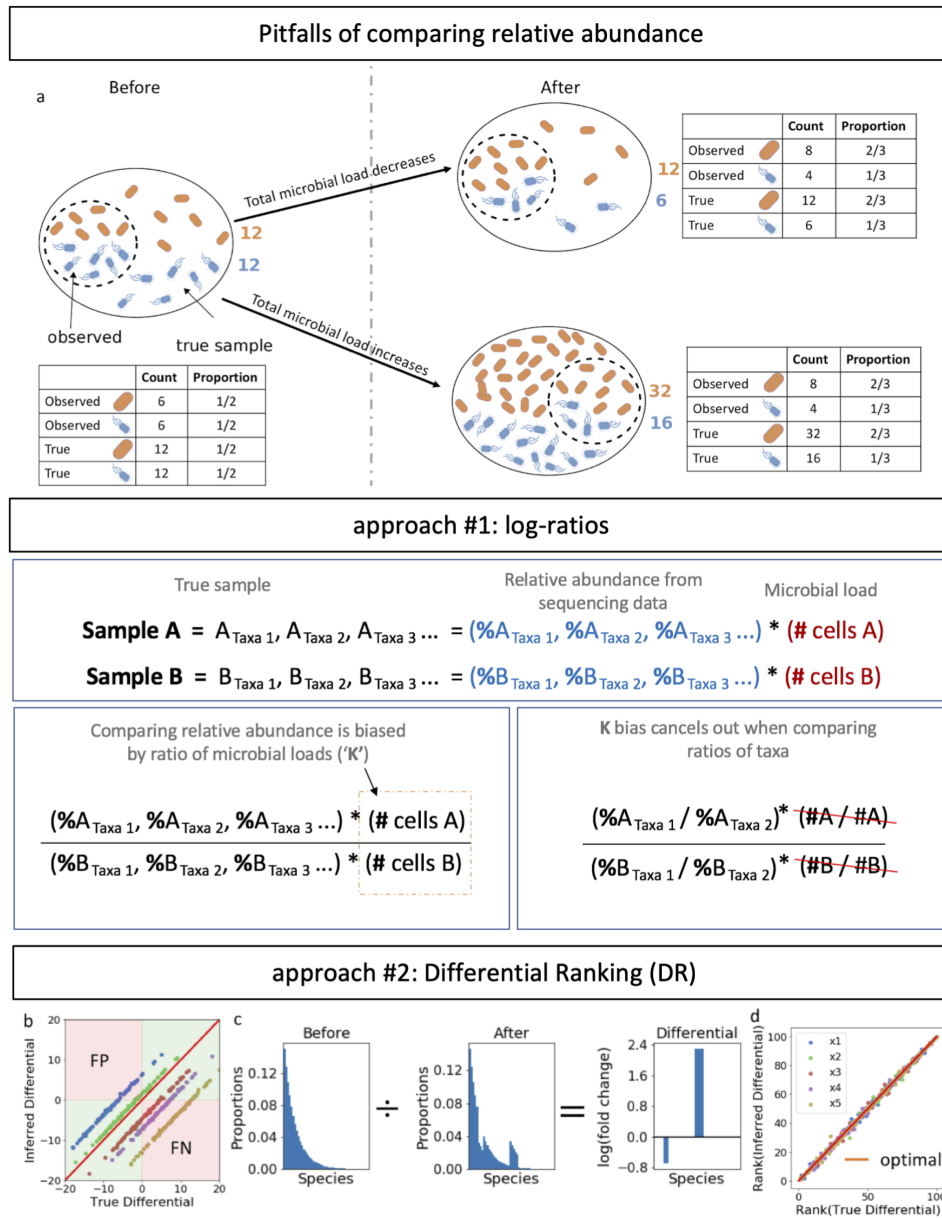 Pitfalls of comparing relative abundance
a
Before
After
Total microbial load decreases
Total microbial load increases
12
12
observed
true sample
Count Proportion
Observed 6 1/2
Observed 6 1/2
True 12 1/2
True 12 1/2
12
6
Count Proportion
Observed 8 2/3
Observed 4 1/3
True 12 2/3
True 6 1/3
32
16
Count Proportion
Observed 8 2/3
Observed 4 1/3
True 32 2/3
True 16 1/3
approach #1: log-ratios
True sample
Relative abundance from
sequencing data
Microbial load
Sample A = A Taxa 1, A Taxa 2, A Taxa 3 ... = (%A Taxa 1, %A Taxa 2, %A Taxa 3 ...) * (# cells A)
Sample B = B Taxa 1, B Taxa 2, B Taxa 3 ... = (%B Taxa 1, %B Taxa 2, %B Taxa 3 ...) * (# cells B)
Comparing relative abundance is biased
by ratio of microbial loads ('K')
(%A Taxa 1, %A Taxa 2, %A Taxa 3 ...) * (# cells A)
(%B Taxa 1, %B Taxa 2, %B Taxa 3 ...) * (# cells B)
K bias cancels out when comparing
ratios of taxa
(%A Taxa 1 / %A Taxa 2)* (#A / #A)
(%B Taxa 1 / %B Taxa 2)* (#B / #B)
approach #2: Differential Ranking (DR)
b
Inferred Differential
20
10
0
−10
−20
FP
FN
−20 −10 0 10 20
True Differential
c
Before
Proportions
0.12
0.08
0.04
0.00
Species
÷
After
Proportions
0.12
0.08
0.04
0.00
Species
=
Differential
log(fold change)
2.4
1.6
0.8
0.0
−0.8
Species
d
Rank(Inferred Differential)
100
80
60
40
20
0
x1
x2
x3
x4
x5
optimal
0 50 100
Rank(True Differential)